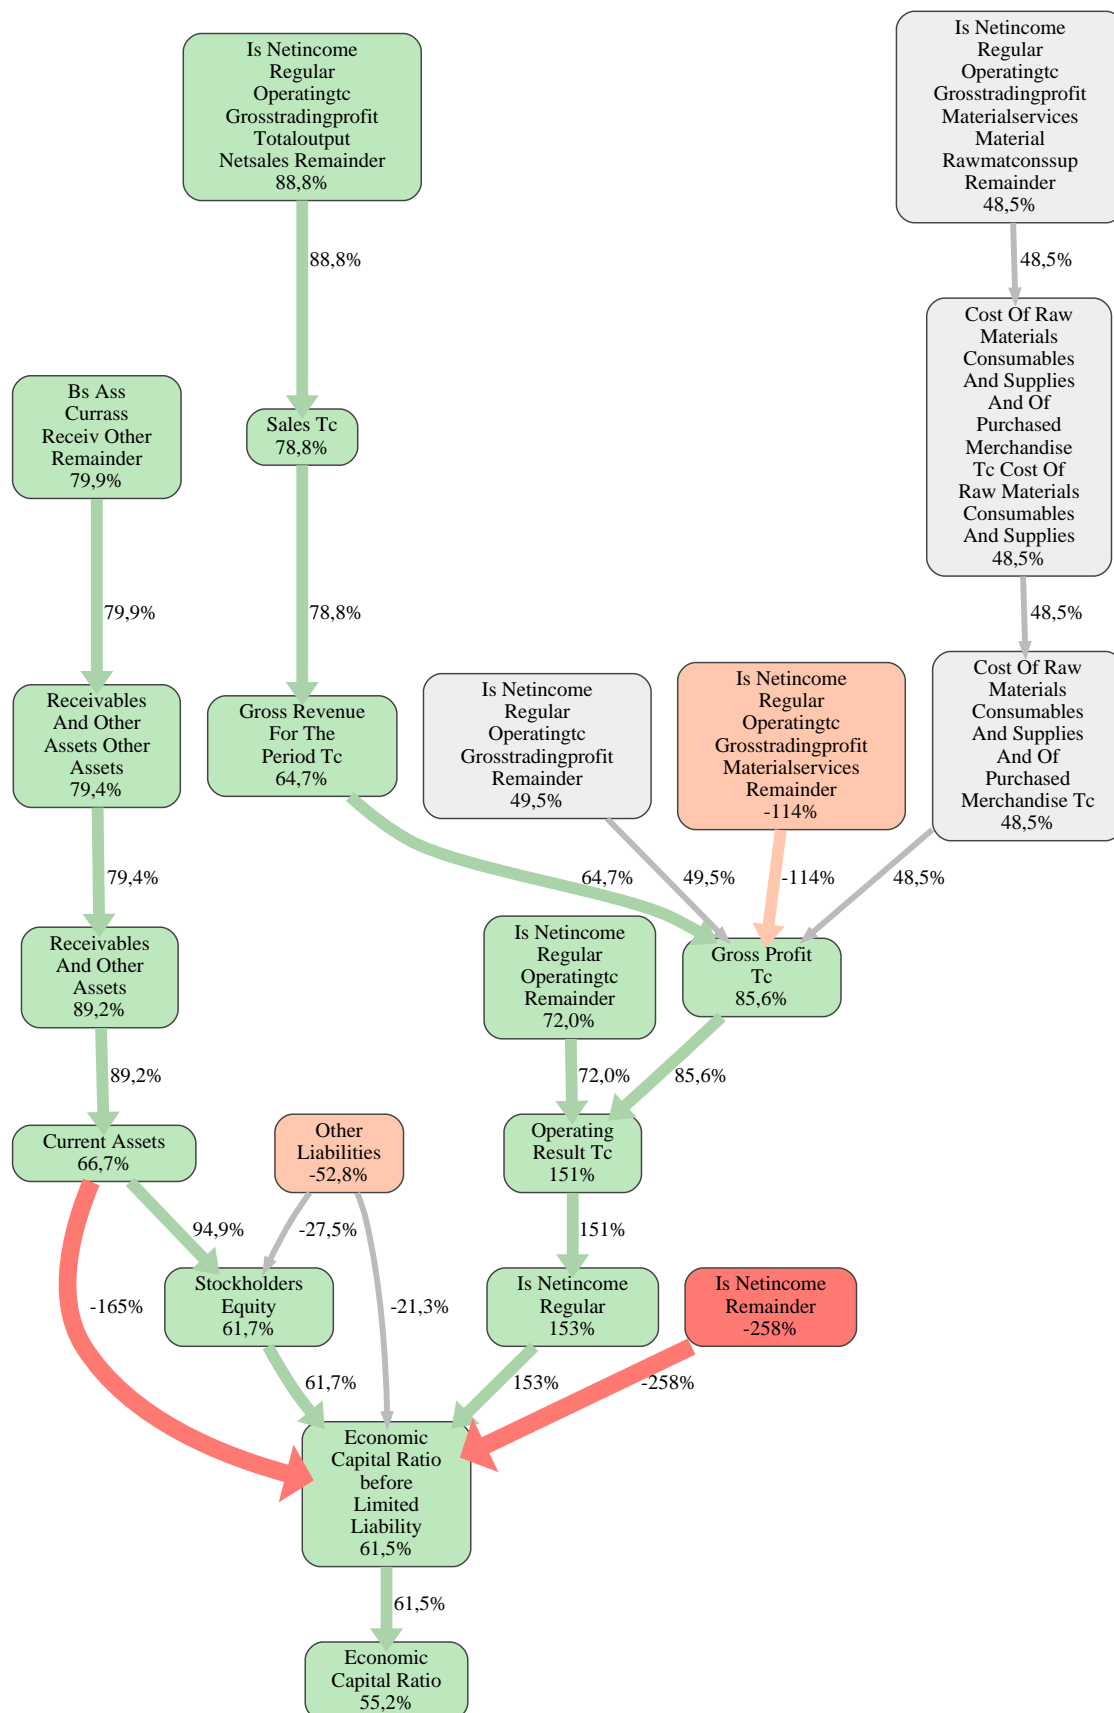 Is Netincome
Regular
Operatingtc
Grosstradingprofit
Totaloutput
Netsales Remainder
88,8%
Is Netincome
Regular
Operatingtc
Grosstradingprofit
Materialservices
Material
Rawmatconssup
Remainder
48,5%
88,8%
48,5%
Cost Of Raw
Materials
Consumables
And Supplies
And Of
Purchased
Merchandise
Tc Cost Of
Raw Materials
Consumables
And Supplies
48,5%
Bs Ass
Currass
Receiv Other
Remainder
79,9%
Sales Tc
78,8%
79,9%
78,8%
48,5%
Receivables
And Other
Assets Other
Assets
79,4%
Gross Revenue
For The
Period Tc
64,7%
Is Netincome
Regular
Operatingtc
Grosstradingprofit
Remainder
49,5%
Is Netincome
Regular
Operatingtc
Grosstradingprofit
Materialservices
Remainder
-114%
Cost Of Raw
Materials
Consumables
And Supplies
And Of
Purchased
Merchandise Tc
48,5%
79,4%
64,7%
49,5%
-114%
48,5%
Receivables
And Other
Assets
89,2%
Is Netincome
Regular
Operatingtc
Remainder
72,0%
Gross Profit
Tc
85,6%
89,2%
72,0%
85,6%
Current Assets
66,7%
Other
Liabilities
-52,8%
Operating
Result Tc
151%
94,9%
-27,5%
151%
-165%
Stockholders
Equity
61,7%
-21,3%
Is Netincome
Regular
153%
Is Netincome
Remainder
-258%
61,7%
153%
-258%
Economic
Capital Ratio
before
Limited
Liability
61,5%
61,5%
Economic
Capital Ratio
55,2%